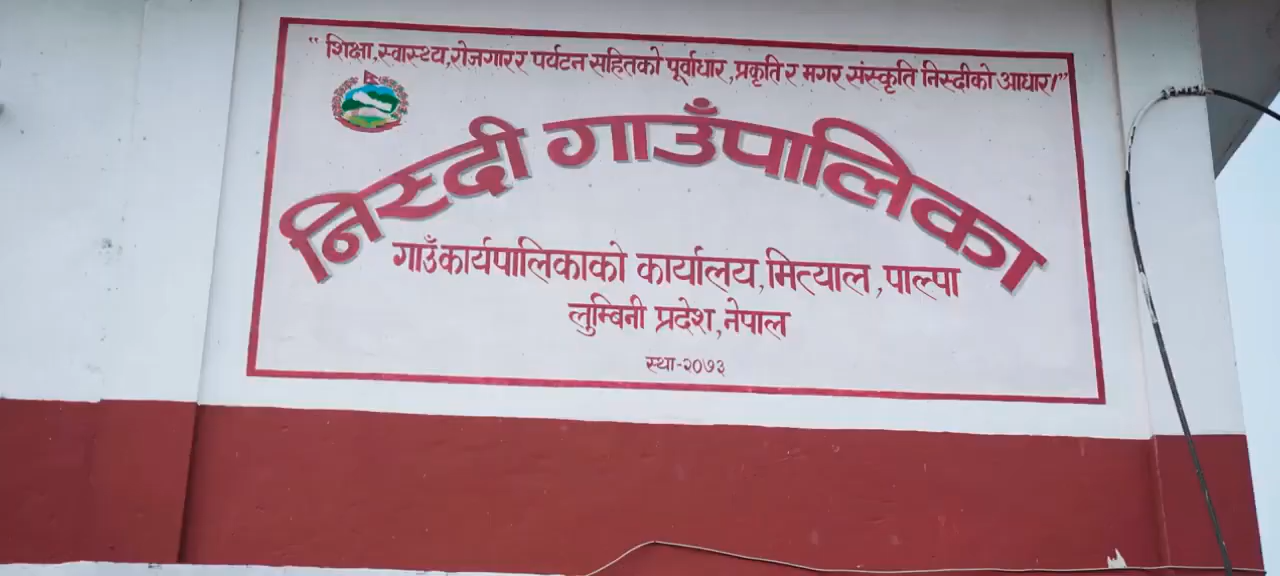 “ शिक्षा,स्वास्थ्य,रोजगार र पर्यटन सहितको पूर्वाधार,प्रकृति र मगर संस्कृति निस्दीको आधार।”
निस्दी गाउँपालिका
गाउँकार्यपालिकाको कार्यालय,मित्याल,पाल्पा
लुम्बिनी प्रदेश,नेपाल
स्था-२०७३